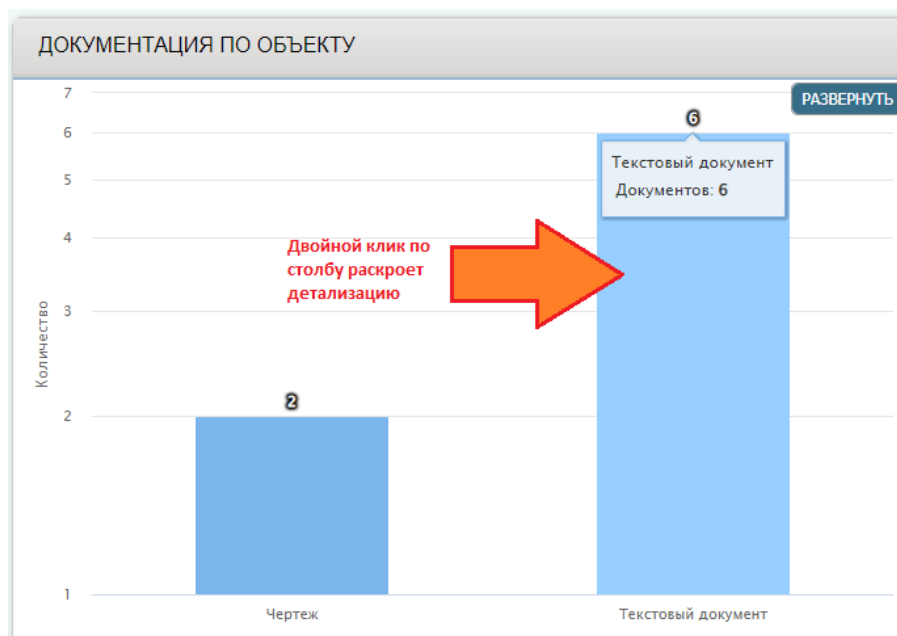 ДОКУМЕНТАЦИЯ ПО ОБЪЕКТУ
РАЗВЕРНУТЬ
7
6
5
4
3
2
1
Количество
6
Текстовый документ
Документов: 6
Двойной клик по
столбу раскроет
детализацию
2
Чертеж
Текстовый документ